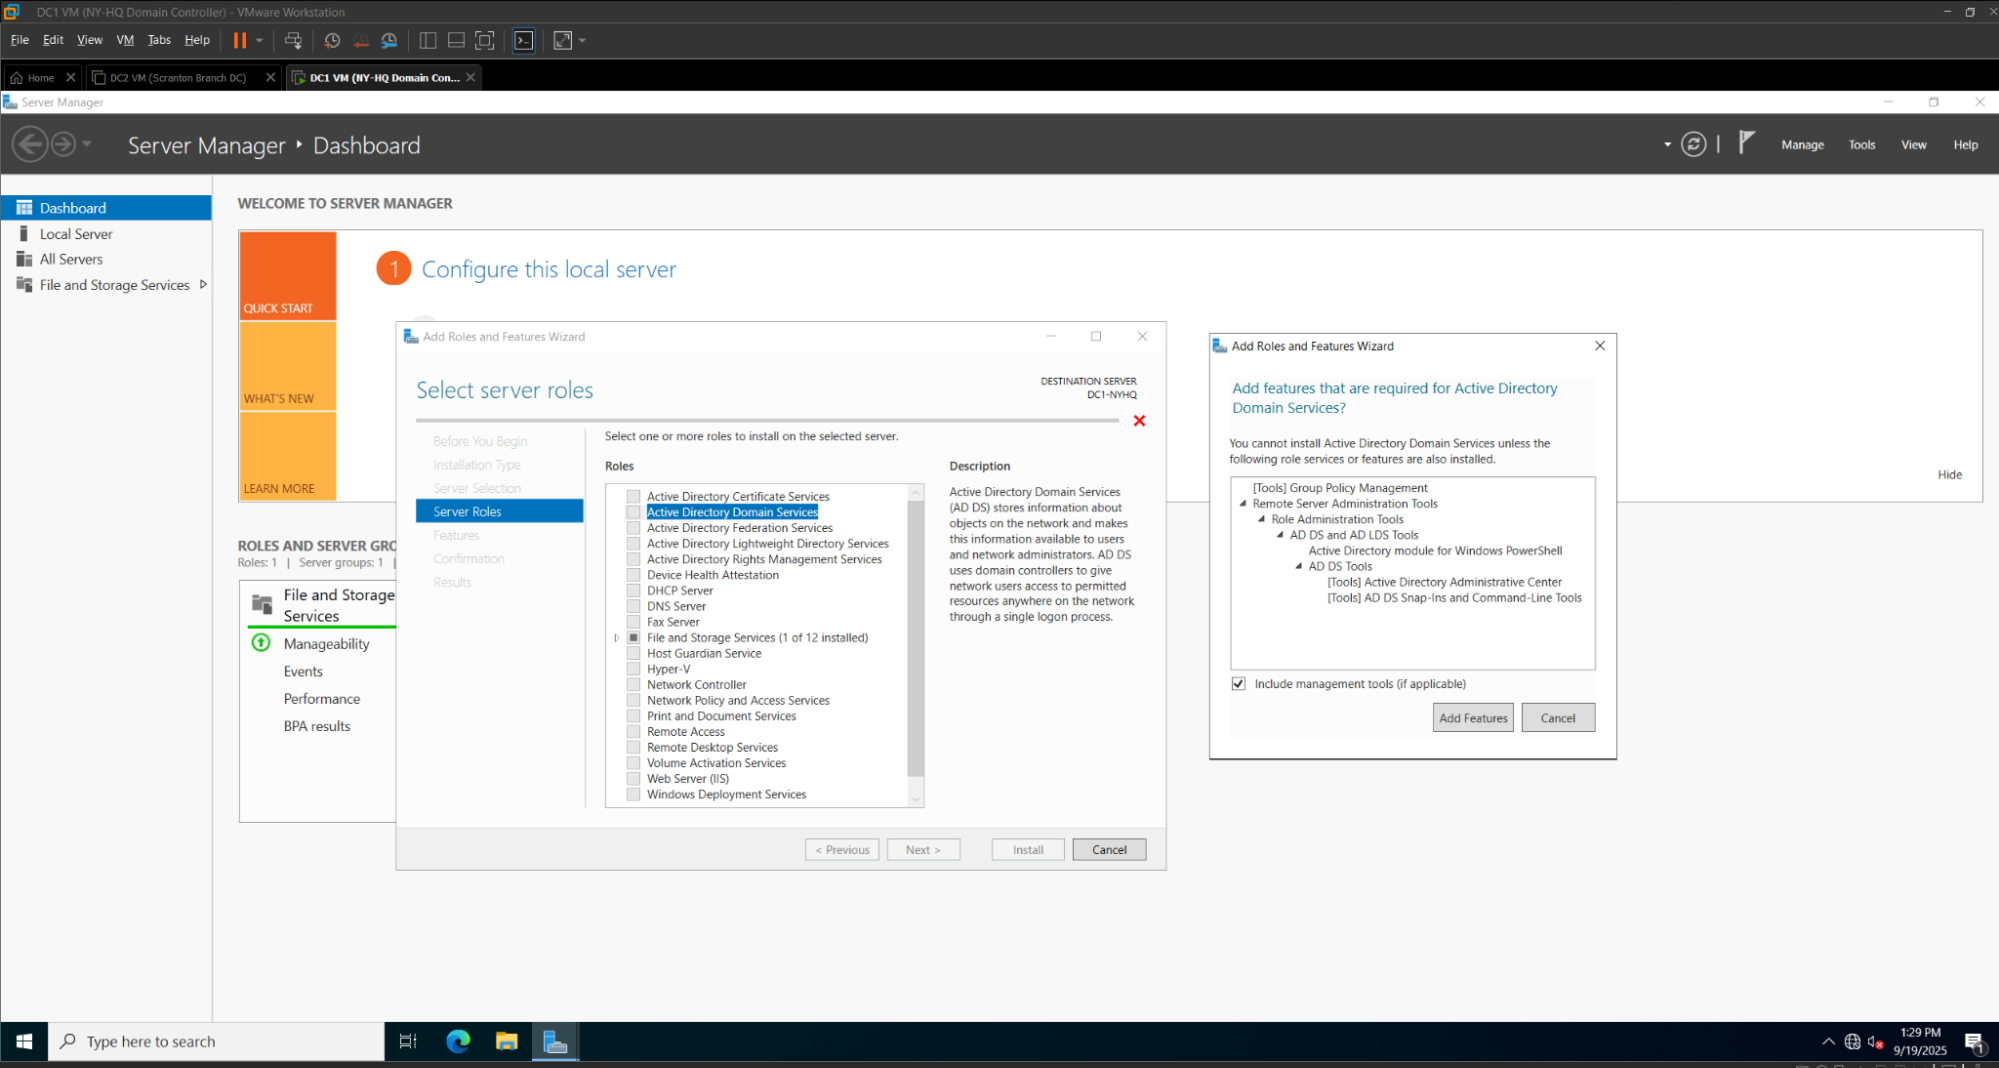 DC1 VM (NY-HQ Domain Controller) - VMware Workstation
File Edit View VM Tabs Help
Home DC2 VM (Scranton Branch DC) DC1 VM (NY-HQ Domain Con...
Server Manager
Server Manager ‣ Dashboard
Manage Tools View Help
Dashboard
Local Server
All Servers
File and Storage Services
WELCOME TO SERVER MANAGER
QUICK START
WHAT'S NEW
LEARN MORE
1 Configure this local server
Hide
ROLES AND SERVER GRO
Roles: 1 | Server groups: 1 |
File and Storage
Services
Manageability
Events
Performance
BPA results
Add Roles and Features Wizard
Select server roles
DESTINATION SERVER
DC1-NYHQ
Before You Begin
Installation Type
Server Selection
Server Roles
Features
Confirmation
Results
Select one or more roles to install on the selected server.
Roles
Active Directory Certificate Services
Active Directory Domain Services
Active Directory Federation Services
Active Directory Lightweight Directory Services
Active Directory Rights Management Services
Device Health Attestation
DHCP Server
DNS Server
Fax Server
File and Storage Services (1 of 12 installed)
Host Guardian Service
Hyper-V
Network Controller
Network Policy and Access Services
Print and Document Services
Remote Access
Remote Desktop Services
Volume Activation Services
Web Server (IIS)
Windows Deployment Services
Description
Active Directory Domain Services
(AD DS) stores information about
objects on the network and makes
this information available to users
and network administrators. AD DS
uses domain controllers to give
network users access to permitted
resources anywhere on the network
through a single logon process.
< Previous Next > Install Cancel
Add Roles and Features Wizard
Add features that are required for Active Directory
Domain Services?
You cannot install Active Directory Domain Services unless the
following role services or features are also installed.
[Tools] Group Policy Management
Remote Server Administration Tools
Role Administration Tools
AD DS and AD LDS Tools
Active Directory module for Windows PowerShell
AD DS Tools
[Tools] Active Directory Administrative Center
[Tools] AD DS Snap-Ins and Command-Line Tools
Include management tools (if applicable)
Add Features Cancel
Type here to search
1:29 PM
9/19/2025
1